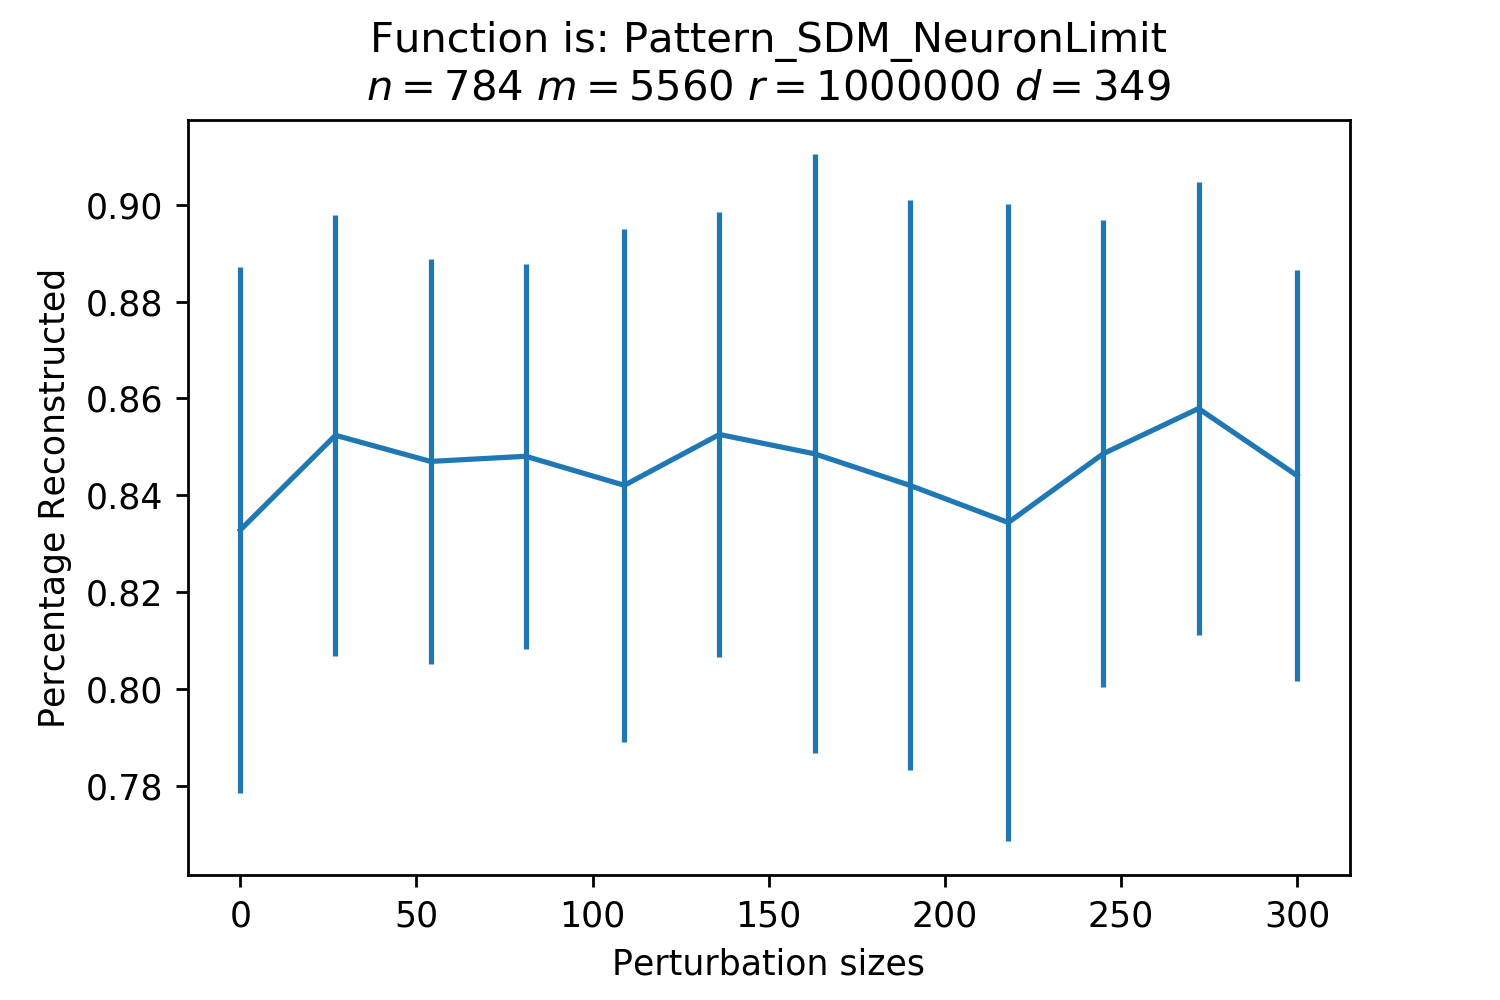 Function is: Pattern_SDM_NeuronLimit
n = 784 m = 5560 r = 1000000 d = 349
Percentage Reconstructed
0.90
0.88
0.86
0.84
0.82
0.80
0.78
0 50 100 150 200 250 300
Perturbation sizes